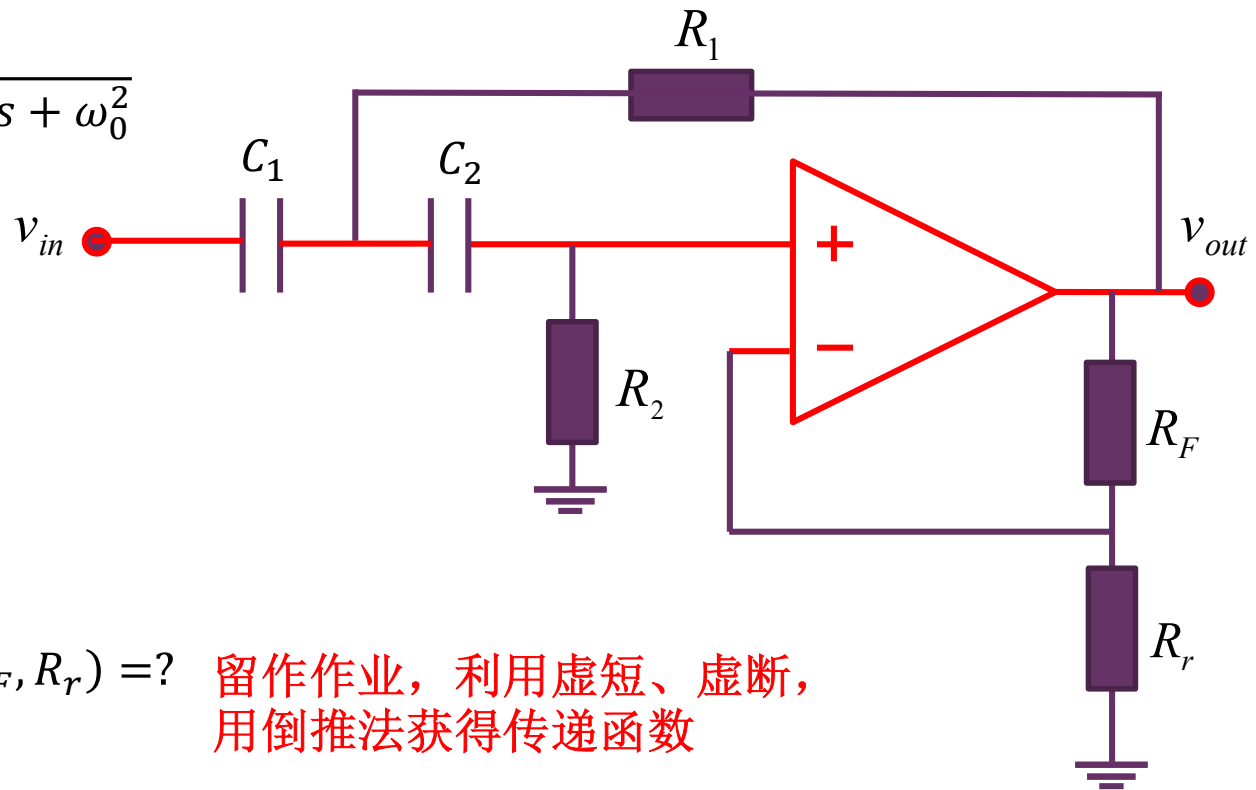 R₁
s + ω₀²
C₁
C₂
v_in
v_out
+
−
R₂
R_F
R_r
F, R_r) =?
留作作业，利用虚短、虚断，
用倒推法获得传递函数